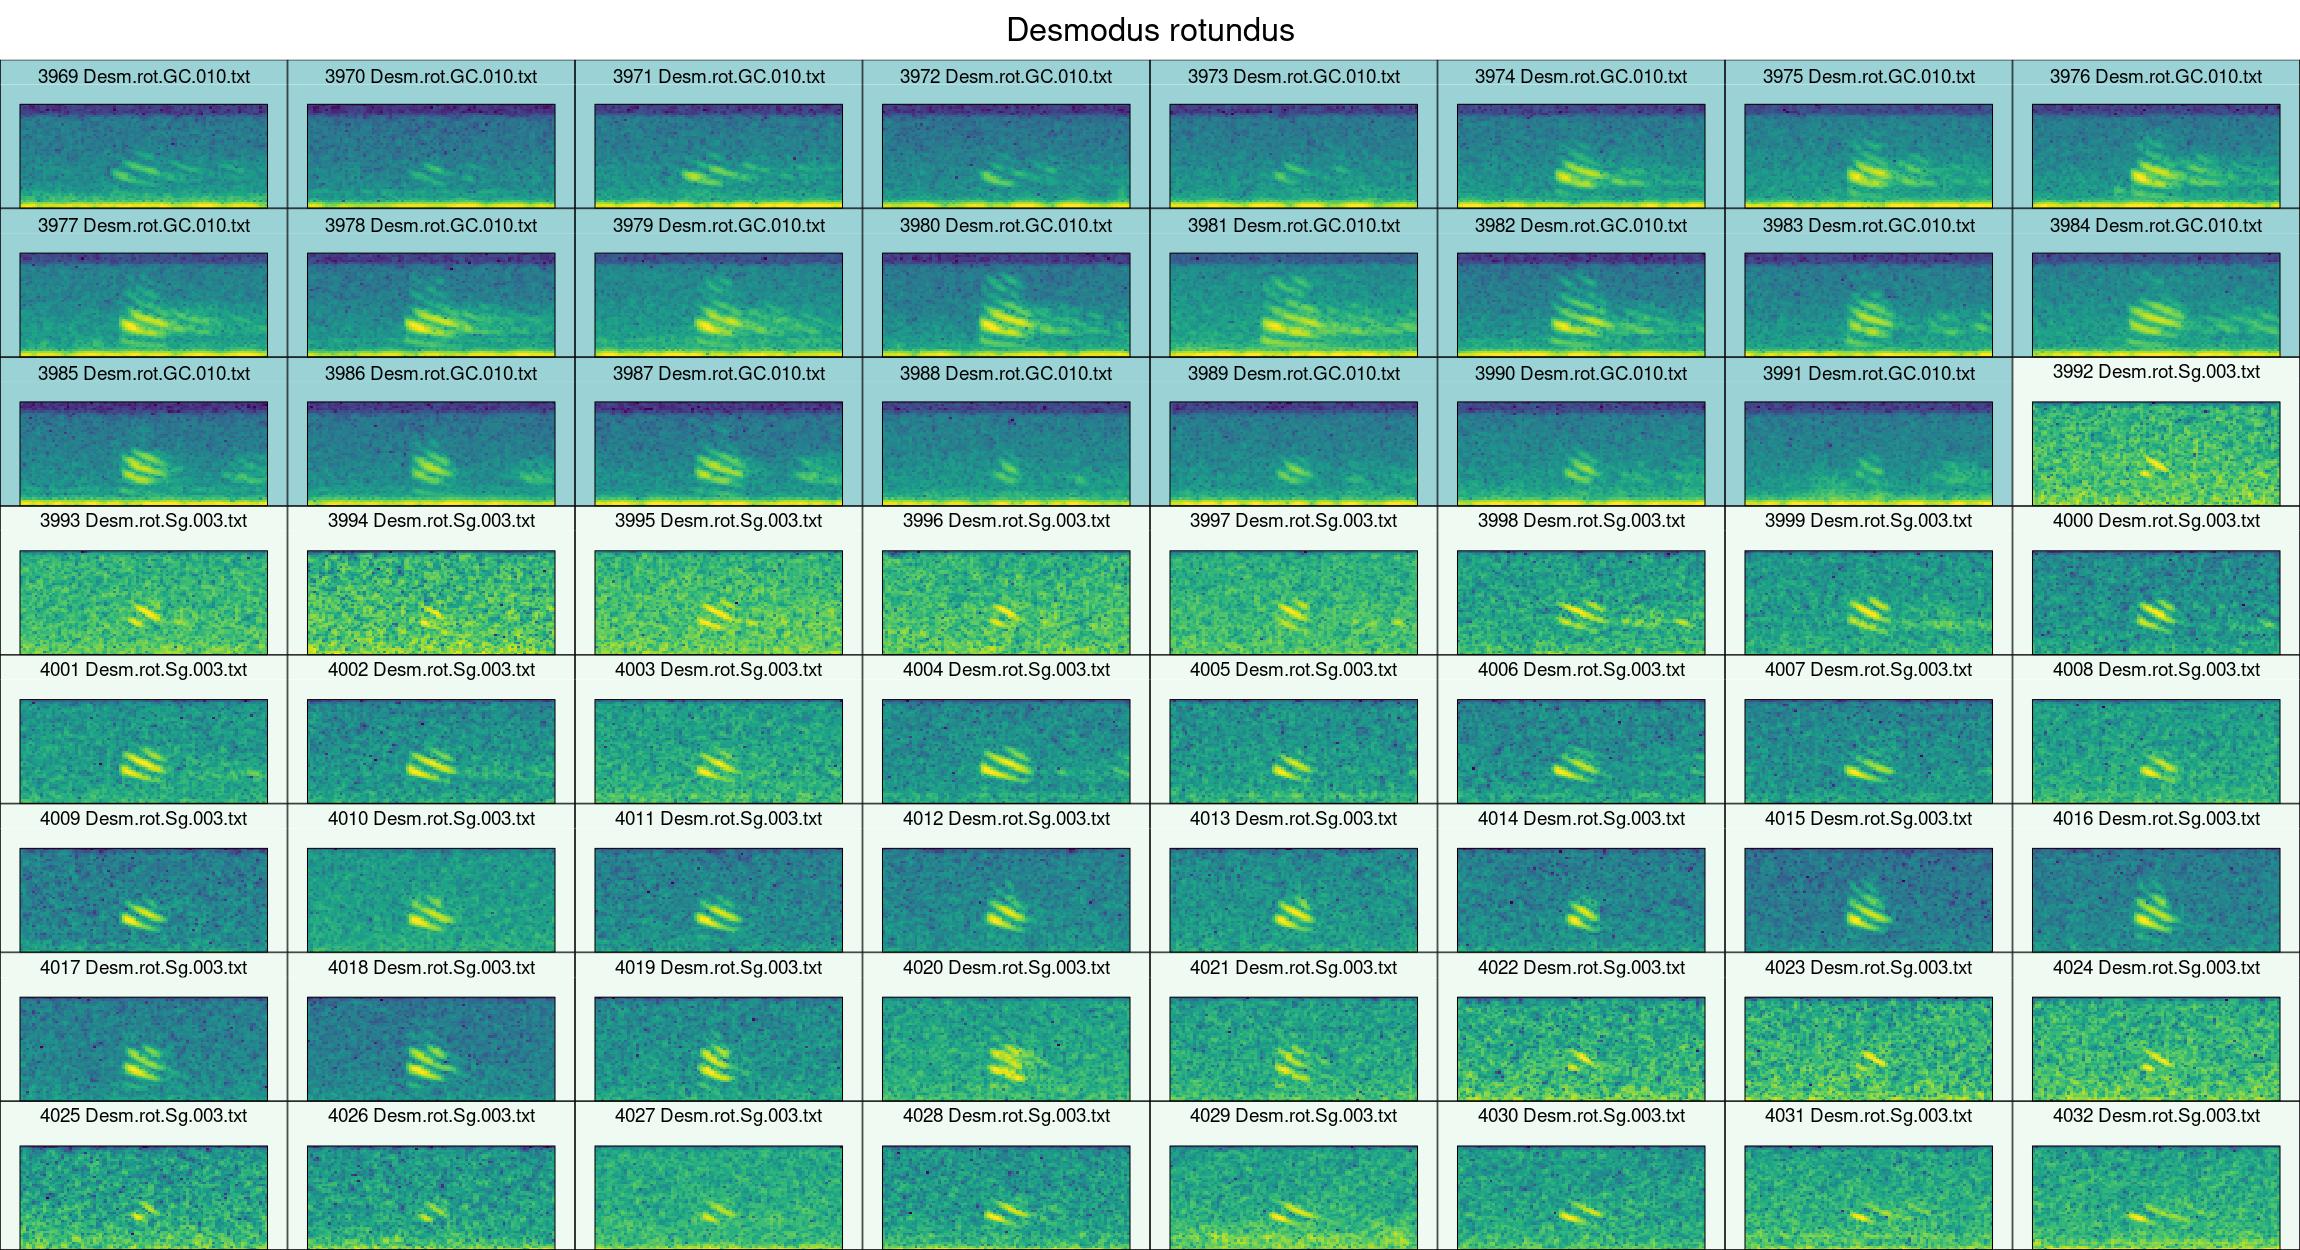 Desmodus rotundus
3969 Desm.rot.GC.010.txt 3970 Desm.rot.GC.010.txt 3971 Desm.rot.GC.010.txt 3972 Desm.rot.GC.010.txt 3973 Desm.rot.GC.010.txt 3974 Desm.rot.GC.010.txt 3975 Desm.rot.GC.010.txt 3976 Desm.rot.GC.010.txt
3977 Desm.rot.GC.010.txt 3978 Desm.rot.GC.010.txt 3979 Desm.rot.GC.010.txt 3980 Desm.rot.GC.010.txt 3981 Desm.rot.GC.010.txt 3982 Desm.rot.GC.010.txt 3983 Desm.rot.GC.010.txt 3984 Desm.rot.GC.010.txt
3985 Desm.rot.GC.010.txt 3986 Desm.rot.GC.010.txt 3987 Desm.rot.GC.010.txt 3988 Desm.rot.GC.010.txt 3989 Desm.rot.GC.010.txt 3990 Desm.rot.GC.010.txt 3991 Desm.rot.GC.010.txt 3992 Desm.rot.Sg.003.txt
3993 Desm.rot.Sg.003.txt 3994 Desm.rot.Sg.003.txt 3995 Desm.rot.Sg.003.txt 3996 Desm.rot.Sg.003.txt 3997 Desm.rot.Sg.003.txt 3998 Desm.rot.Sg.003.txt 3999 Desm.rot.Sg.003.txt 4000 Desm.rot.Sg.003.txt
4001 Desm.rot.Sg.003.txt 4002 Desm.rot.Sg.003.txt 4003 Desm.rot.Sg.003.txt 4004 Desm.rot.Sg.003.txt 4005 Desm.rot.Sg.003.txt 4006 Desm.rot.Sg.003.txt 4007 Desm.rot.Sg.003.txt 4008 Desm.rot.Sg.003.txt
4009 Desm.rot.Sg.003.txt 4010 Desm.rot.Sg.003.txt 4011 Desm.rot.Sg.003.txt 4012 Desm.rot.Sg.003.txt 4013 Desm.rot.Sg.003.txt 4014 Desm.rot.Sg.003.txt 4015 Desm.rot.Sg.003.txt 4016 Desm.rot.Sg.003.txt
4017 Desm.rot.Sg.003.txt 4018 Desm.rot.Sg.003.txt 4019 Desm.rot.Sg.003.txt 4020 Desm.rot.Sg.003.txt 4021 Desm.rot.Sg.003.txt 4022 Desm.rot.Sg.003.txt 4023 Desm.rot.Sg.003.txt 4024 Desm.rot.Sg.003.txt
4025 Desm.rot.Sg.003.txt 4026 Desm.rot.Sg.003.txt 4027 Desm.rot.Sg.003.txt 4028 Desm.rot.Sg.003.txt 4029 Desm.rot.Sg.003.txt 4030 Desm.rot.Sg.003.txt 4031 Desm.rot.Sg.003.txt 4032 Desm.rot.Sg.003.txt